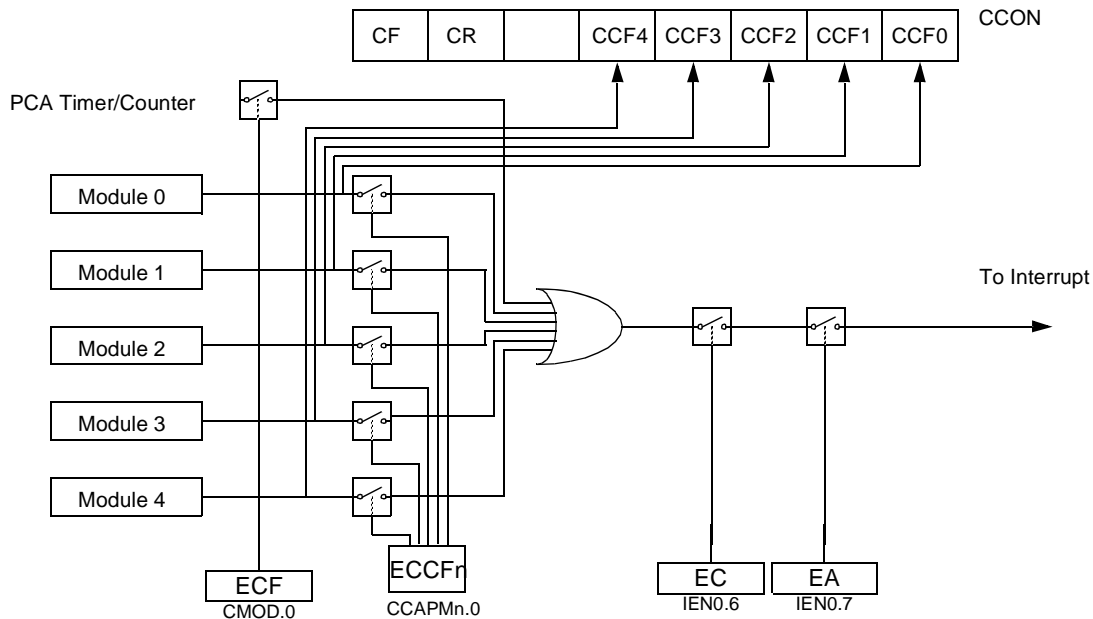 CCON
CF CR CCF4 CCF3 CCF2 CCF1 CCF0
PCA Timer/Counter
Module 0
Module 1
To Interrupt
Module 2
Module 3
Module 4
ECF
CMOD.0
ECCFn
CCAPMn.0
EC
IEN0.6
EA
IEN0.7